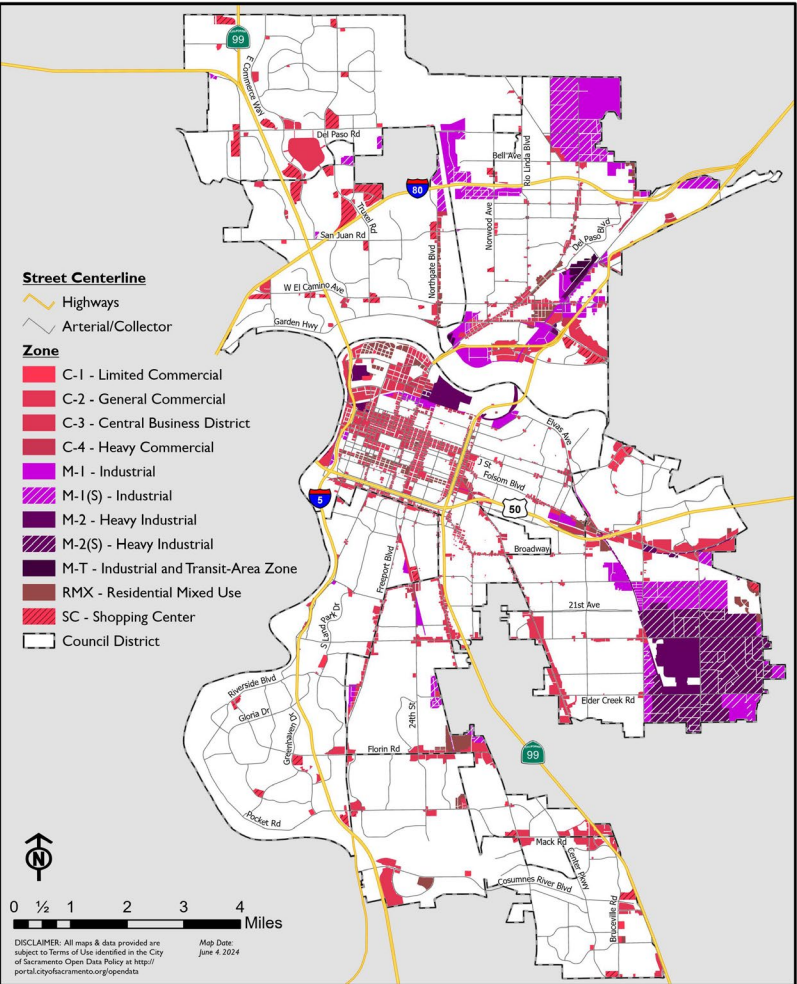 CALIFORNIA
99
E Commerce Way
Del Paso Rd
Bell Ave
Rio Linda Blvd
80
Truxel Rd
Norwood Ave
San Juan Rd
Northgate Blvd
Del Paso Blvd
W El Camino Ave
Garden Hwy
Street Centerline
Highways
Arterial/Collector
Zone
C-1 - Limited Commercial
C-2 - General Commercial
C-3 - Central Business District
C-4 - Heavy Commercial
M-1 - Industrial
M-1(S) - Industrial
M-2 - Heavy Industrial
M-2(S) - Heavy Industrial
M-T - Industrial and Transit-Area Zone
RMX - Residential Mixed Use
SC - Shopping Center
Council District
Elvas Ave
J St
Folsom Blvd
5
50
Broadway
Freeport Blvd
21st Ave
S Land Park Dr
Riverside Blvd
Gloria Dr
24th St
Elder Creek Rd
Greenhaven Dr
Florin Rd
CALIFORNIA
99
Pocket Rd
Mack Rd
Center Pkwy
Cosumnes River Blvd
Bruceville Rd
N
0 ½ 1 2 3 4
Miles
DISCLAIMER: All maps & data provided are
subject to Terms of Use identified in the City
of Sacramento Open Data Policy at http://
portal.cityofsacramento.org/opendata
Map Date:
June 4. 2024